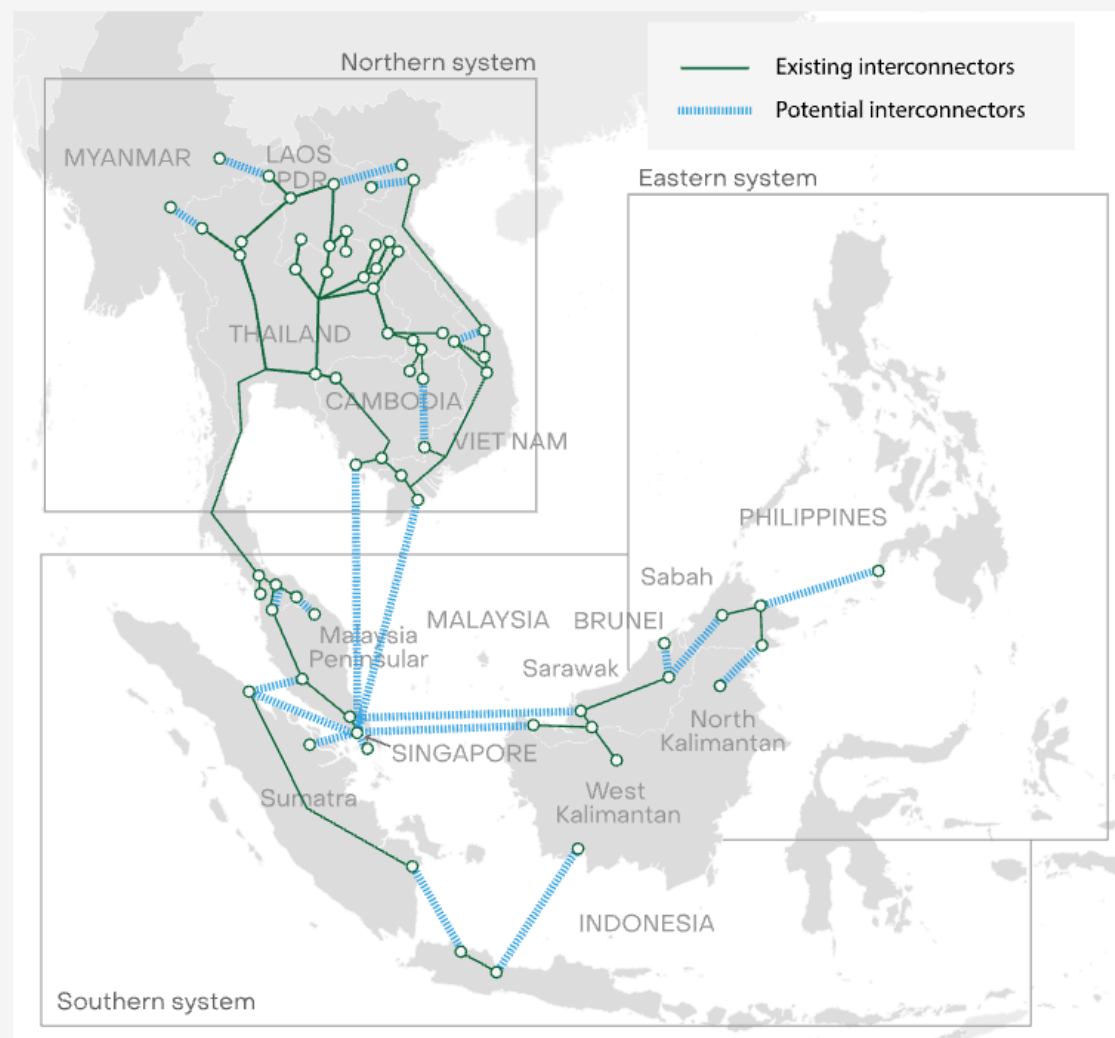 Northern system
Existing interconnectors
Potential interconnectors
MYANMAR
LAOS
PDR
Eastern system
THAILAND
CAMBODIA
VIET NAM
PHILIPPINES
Sabah
MALAYSIA
BRUNEI
Malaysia
Peninsular
Sarawak
North
Kalimantan
SINGAPORE
West
Kalimantan
Sumatra
INDONESIA
Southern system